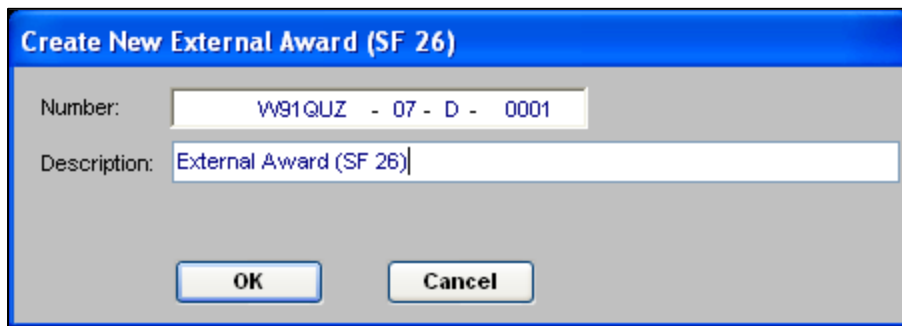 Create New External Award (SF 26)
Number: W91QUZ - 07 - D - 0001
Description: External Award (SF 26)
OK Cancel